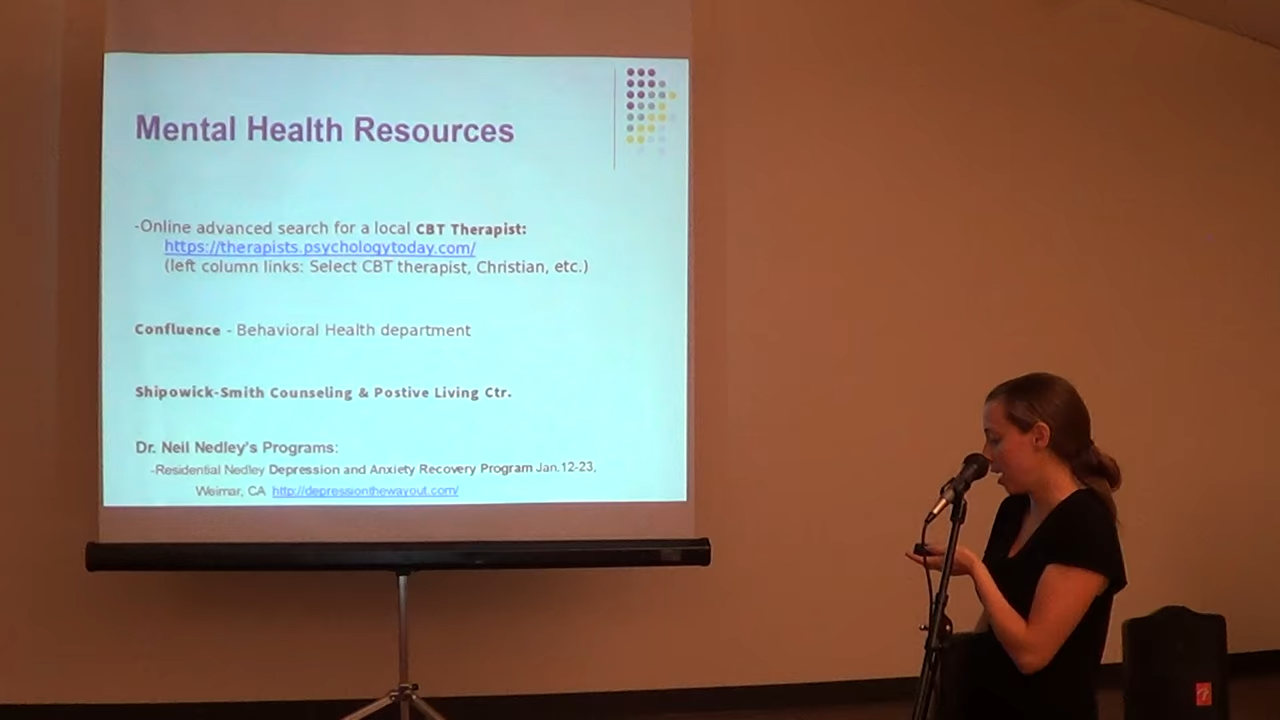 Mental Health Resources
-Online advanced search for a local CBT Therapist:
https://therapists.psychologytoday.com/
(left column links: Select CBT therapist, Christian, etc.)
Confluence - Behavioral Health department
Shipowick-Smith Counseling & Postive Living Ctr.
Dr. Neil Nedley's Programs:
-Residential Nedley Depression and Anxiety Recovery Program Jan.12-23,
Weimar, CA http://depressionthewayout.com/